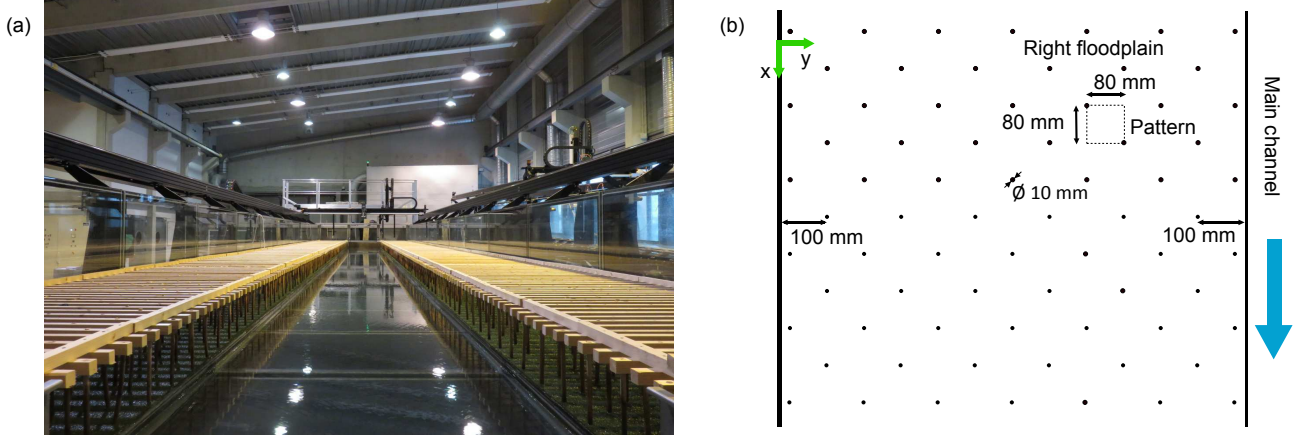 (a)
(b)
x
y
Right floodplain
80 mm
80 mm
Pattern
Ø 10 mm
100 mm
100 mm
Main channel